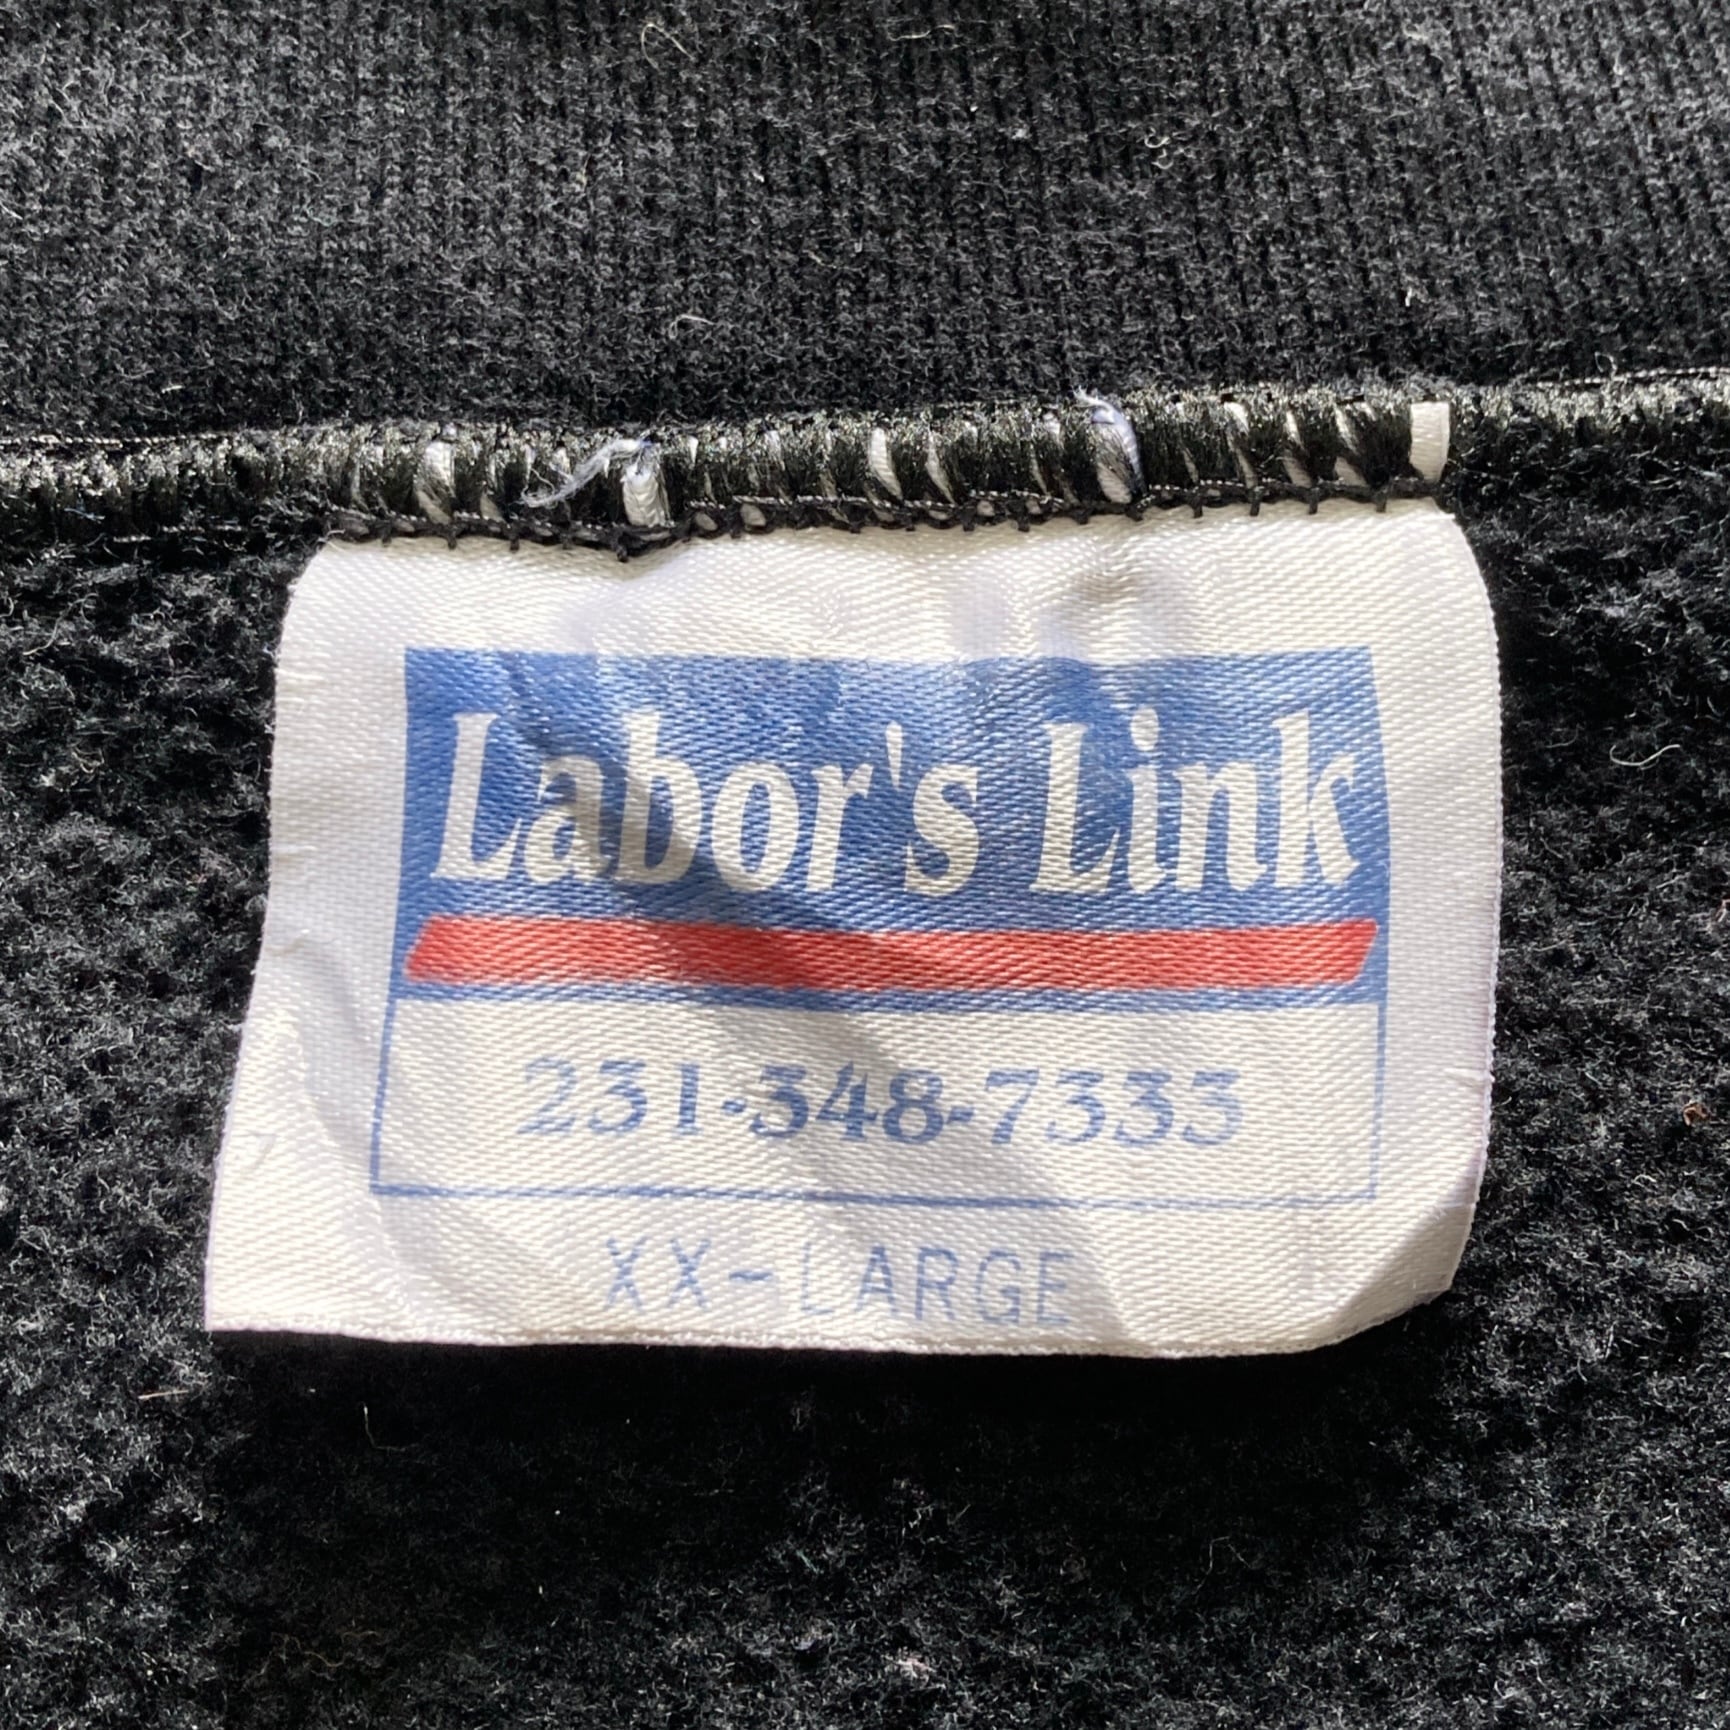 Labor's Link
231-348-7333
XX-LARGE